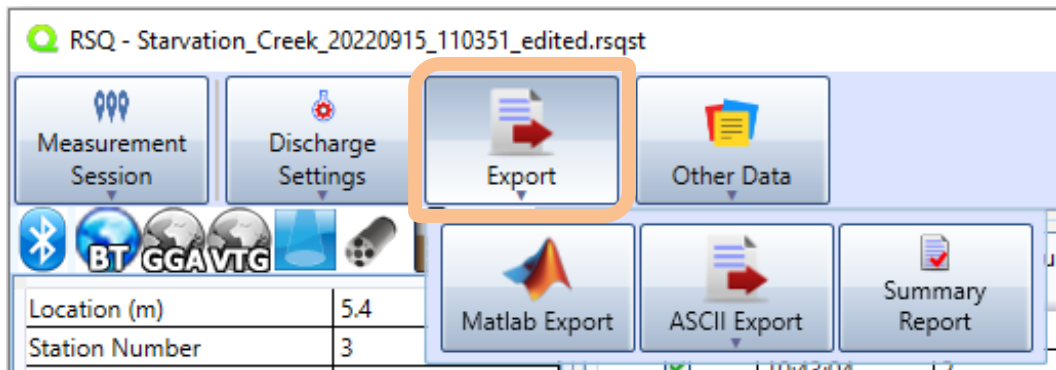 RSQ - Starvation_Creek_20220915_110351_edited.rsqst
Measurement
Session
Discharge
Settings
Export
Other Data
BT
GGA
VTG
Matlab Export
ASCII Export
Summary
Report
Location (m) 5.4
Station Number 3